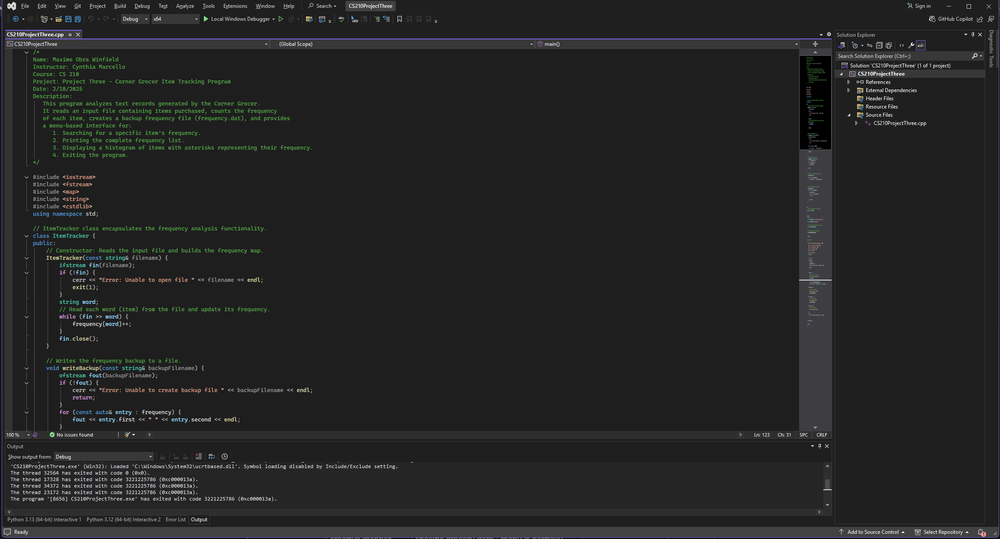 File Edit View Git Project Build Debug Test Analyze Tools Extensions Window Help Search CS210ProjectThree Sign in
Debug x64 Local Windows Debugger GitHub Copilot
CS210ProjectThree.cpp
CS210ProjectThree (Global Scope) main()
/*
Name: Maximo Obra Winfield
Instructor: Cynthia Marcello
Course: CS 210
Project: Project Three - Corner Grocer Item Tracking Program
Date: 2/18/2025
Description:
This program analyzes text records generated by the Corner Grocer.
It reads an input file containing items purchased, counts the frequency
of each item, creates a backup frequency file (frequency.dat), and provides
a menu-based interface for:
1. Searching for a specific item's frequency.
2. Printing the complete frequency list.
3. Displaying a histogram of items with asterisks representing their frequency.
4. Exiting the program.
*/
#include <iostream>
#include <fstream>
#include <map>
#include <string>
#include <cstdlib>
using namespace std;
// ItemTracker class encapsulates the frequency analysis functionality.
class ItemTracker {
public:
// Constructor: Reads the input file and builds the frequency map.
ItemTracker(const string& filename) {
ifstream fin(filename);
if (!fin) {
cerr << "Error: Unable to open file " << filename << endl;
exit(1);
}
string word;
// Read each word (item) from the file and update its frequency.
while (fin >> word) {
frequency[word]++;
}
fin.close();
}
// Writes the frequency backup to a file.
void writeBackup(const string& backupFilename) {
ofstream fout(backupFilename);
if (!fout) {
cerr << "Error: Unable to create backup file " << backupFilename << endl;
return;
}
for (const auto& entry : frequency) {
fout << entry.first << " " << entry.second << endl;
}
100 % No issues found Ln: 123 Ch: 31 SPC CRLF
Output
Show output from: Debug
'CS210ProjectThree.exe' (Win32): Loaded 'C:\Windows\System32\ucrtbased.dll'. Symbol loading disabled by Include/Exclude setting.
The thread 32564 has exited with code 0 (0x0).
The thread 17328 has exited with code 3221225786 (0xc000013a).
The thread 34372 has exited with code 3221225786 (0xc000013a).
The thread 23172 has exited with code 3221225786 (0xc000013a).
The program '[8656] CS210ProjectThree.exe' has exited with code 3221225786 (0xc000013a).
Python 3.13 (64-bit) Interactive 1 Python 3.12 (64-bit) Interactive 2 Error List Output
Solution Explorer
Search Solution Explorer (Ctrl+;)
Solution 'CS210ProjectThree' (1 of 1 project)
CS210ProjectThree
References
External Dependencies
Header Files
Resource Files
Source Files
CS210ProjectThree.cpp
Diagnostic Tools
Ready Add to Source Control Select Repository 1